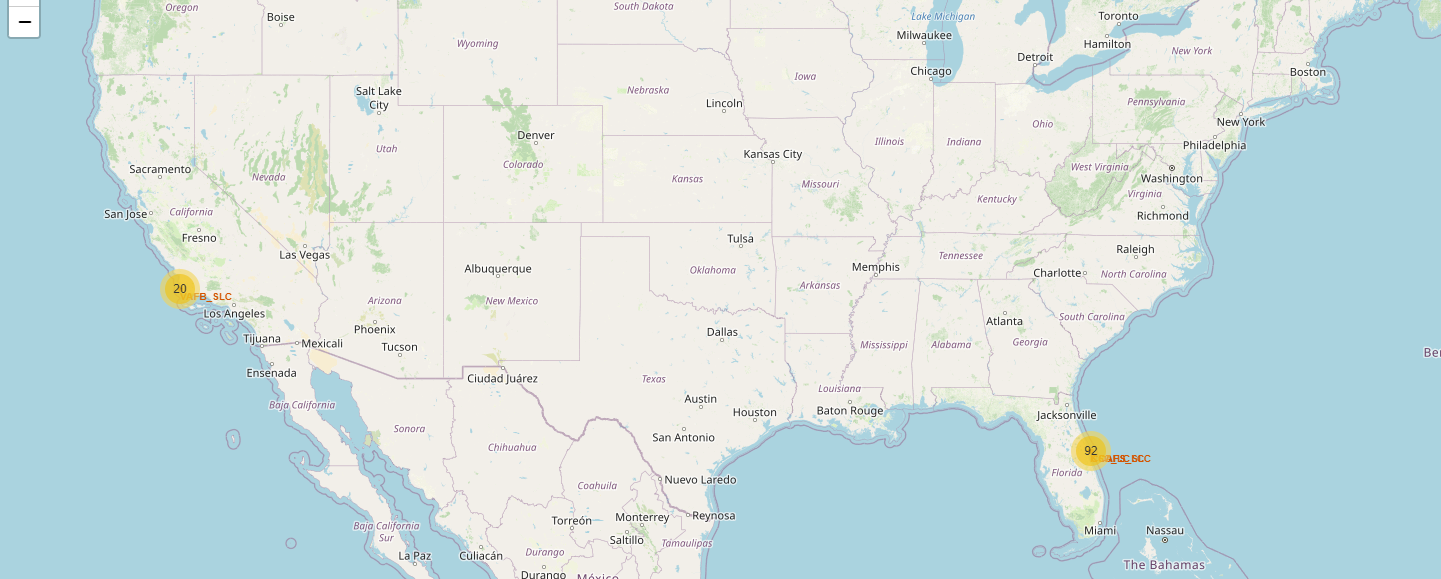 −
Oregon
Boise
South Dakota
Lake Michigan
Toronto
Wyoming
Milwaukee
Hamilton
New York
Detroit
Chicago
Boston
Iowa
Salt Lake
City
Nebraska
Lincoln
Pennsylvania
New York
Ohio
Denver
Utah
Colorado
Illinois
Indiana
Philadelphia
Kansas City
Sacramento
Nevada
Kansas
Missouri
West Virginia
Washington
Virginia
Kentucky
San Jose
California
Richmond
Fresno
Las Vegas
Tulsa
Raleigh
Tennessee
Albuquerque
Oklahoma
Memphis
Charlotte
North Carolina
20
VAFB_SLC
Arizona
New Mexico
Arkansas
Los Angeles
Phoenix
Dallas
Atlanta
South Carolina
Tijuana
Mexicali
Tucson
Mississippi
Alabama
Georgia
Ensenada
Ciudad Juárez
Texas
Louisiana
Baja California
Austin
Houston
Baton Rouge
Jacksonville
Sonora
San Antonio
Chihuahua
92
Florida
Coahuila
Nuevo Laredo
Baja California
Sur
Torreón
Monterrey
Reynosa
Miami
Nassau
Saltillo
Tamaulipas
La Paz
Culiacán
Durango
The Bahamas
Durango
México